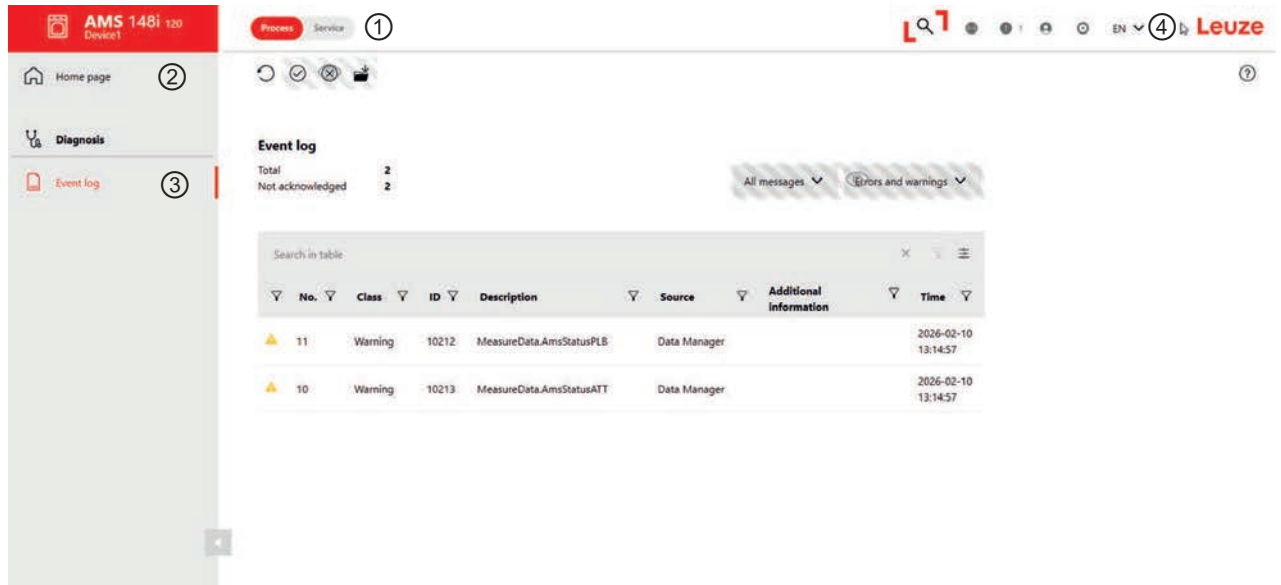 AMS 148i 120
Device1
Process Service ①
EN ④ Leuze
Home page ②
Diagnosis
Event log ③
Event log
Total 2
Not acknowledged 2
All messages Errors and warnings
Search in table
No. Class ID Description Source Additional information Time
11 Warning 10212 MeasureData.AmsStatusPLB Data Manager 2026-02-10
13:14:57
10 Warning 10213 MeasureData.AmsStatusATT Data Manager 2026-02-10
13:14:57